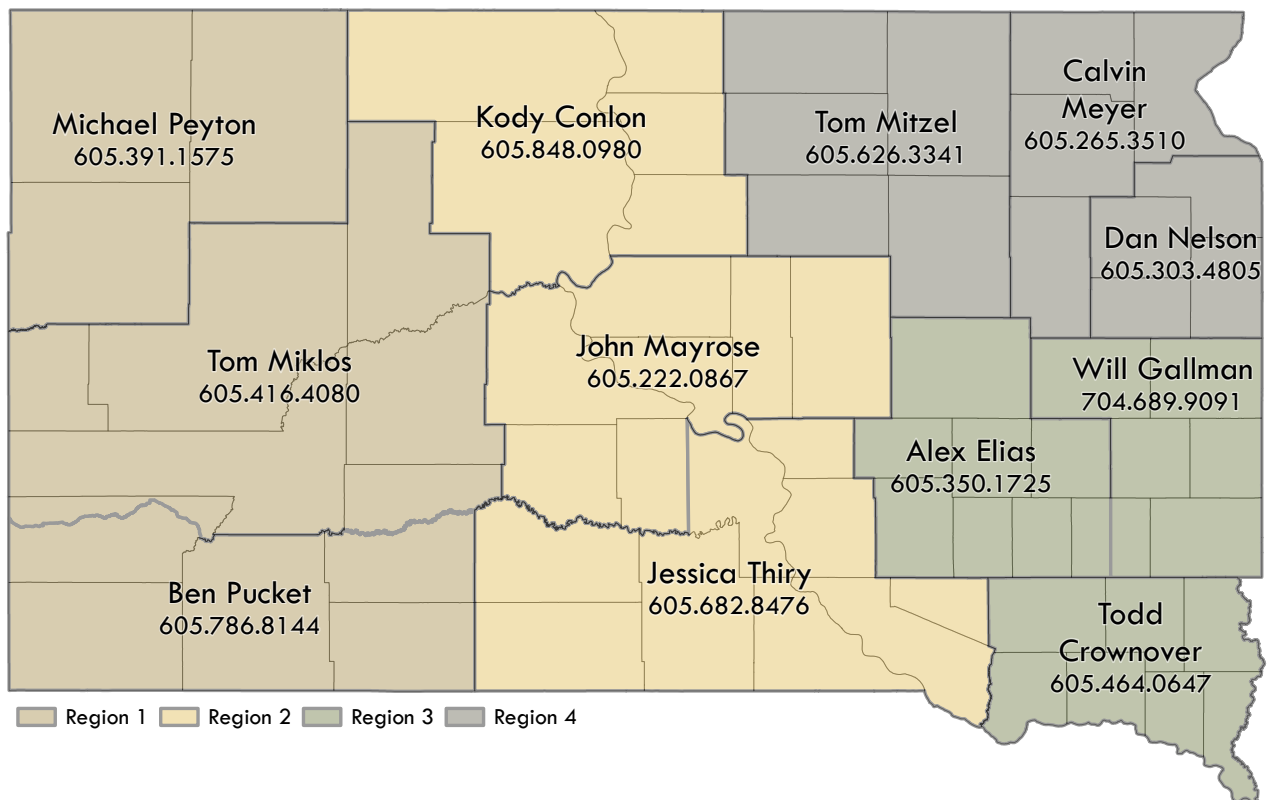 Michael Peyton
605.391.1575
Kody Conlon
605.848.0980
Tom Mitzel
605.626.3341
Calvin
Meyer
605.265.3510
Dan Nelson
605.303.4805
Tom Miklos
605.416.4080
John Mayrose
605.222.0867
Will Gallman
704.689.9091
Alex Elias
605.350.1725
Ben Pucket
605.786.8144
Jessica Thiry
605.682.8476
Todd
Crownover
605.464.0647
Region 1
Region 2
Region 3
Region 4